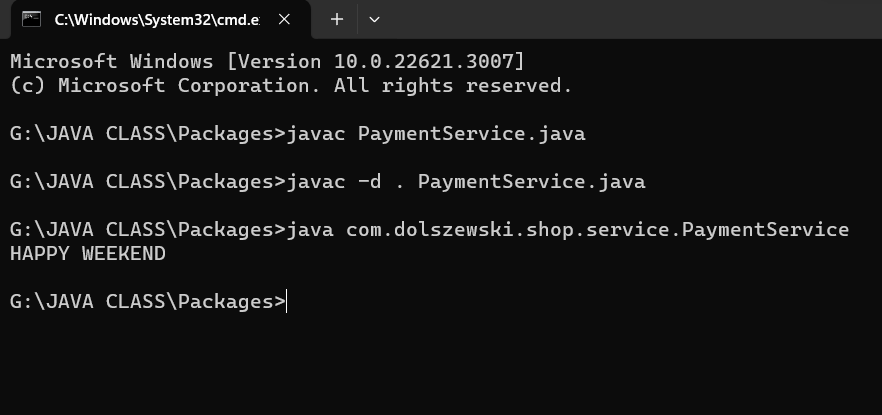 C:\Windows\System32\cmd.e
Microsoft Windows [Version 10.0.22621.3007]
(c) Microsoft Corporation. All rights reserved.
G:\JAVA CLASS\Packages>javac PaymentService.java
G:\JAVA CLASS\Packages>javac -d . PaymentService.java
G:\JAVA CLASS\Packages>java com.dolszewski.shop.service.PaymentService
HAPPY WEEKEND
G:\JAVA CLASS\Packages>